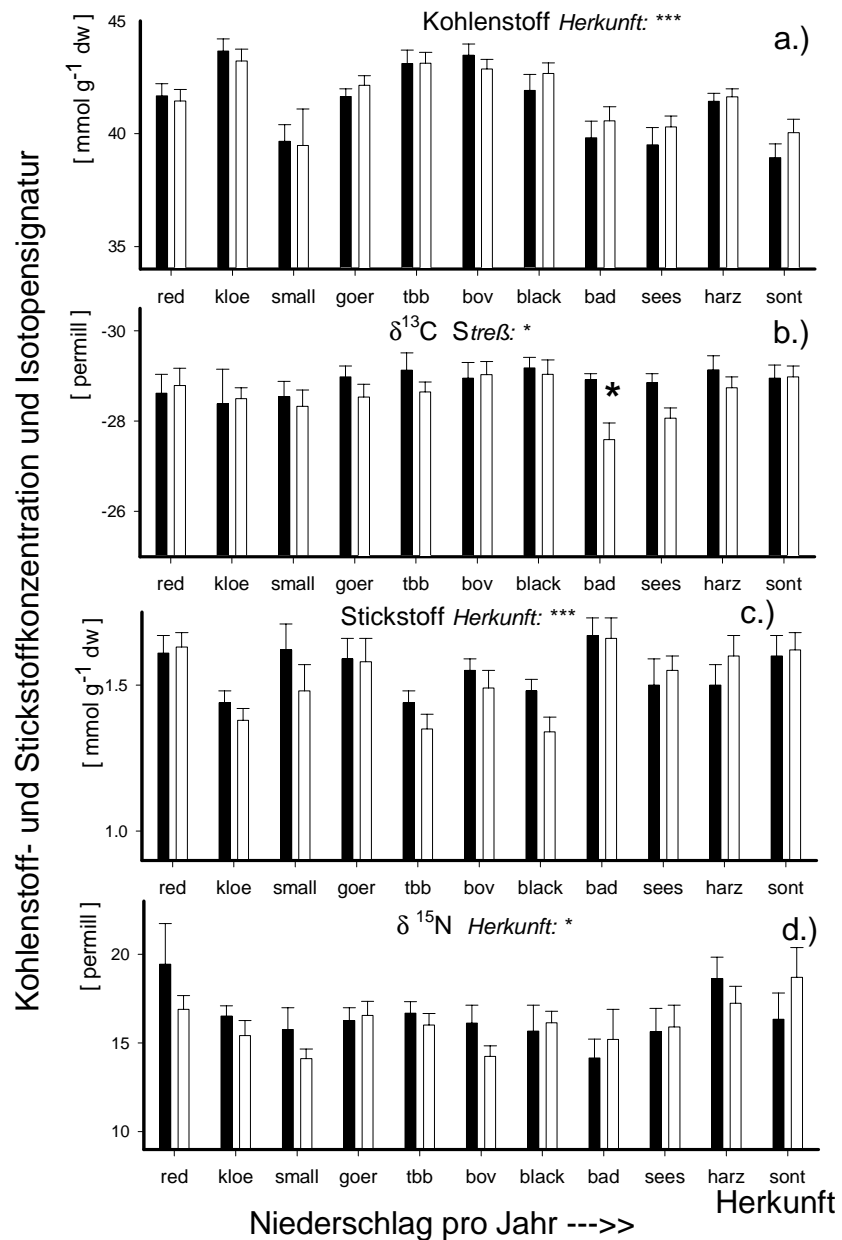 Kohlenstoff- und Stickstoffkonzentration und Isotopensignatur
Kohlenstoff Herkunft: ***
a.)
[ mmol g-1 dw ]
45
40
35
red kloe small goer tbb bov black bad sees harz sont
δ13C Streß: *
b.)
[ permill ]
-30
-28
-26
*
red kloe small goer tbb bov black bad sees harz sont
Stickstoff Herkunft: ***
c.)
[ mmol g-1 dw ]
1.5
1.0
red kloe small goer tbb bov black bad sees harz sont
δ 15N Herkunft: *
d.)
[ permill ]
20
15
10
red kloe small goer tbb bov black bad sees harz sont
Herkunft
Niederschlag pro Jahr --->>